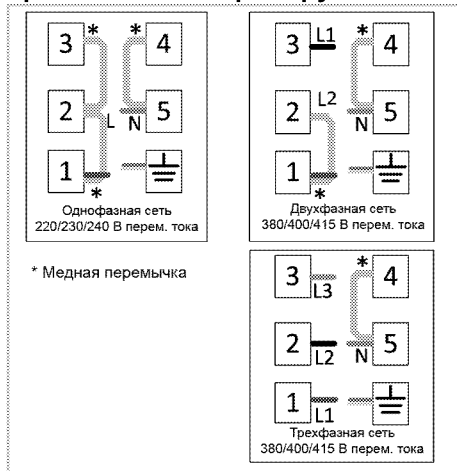 3 * * 4
2 L N 5
1 *
Однофазная сеть
220/230/240 В перем. тока
3 L1 * 4
2 L2 N 5
1 *
Двухфазная сеть
380/400/415 В перем. тока
* Медная перемычка
3 L3 * 4
2 L2 N 5
1 L1
Трехфазная сеть
380/400/415 В перем. тока